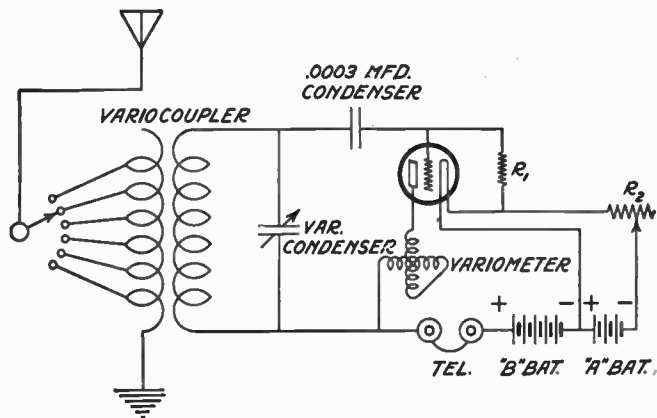 .0003 MFD.
CONDENSER
VARIOCOUPLER
R1
R2
VAR.
CONDENSER
VARIOMETER
+ - + -
TEL. "B" BAT. "A" BAT.